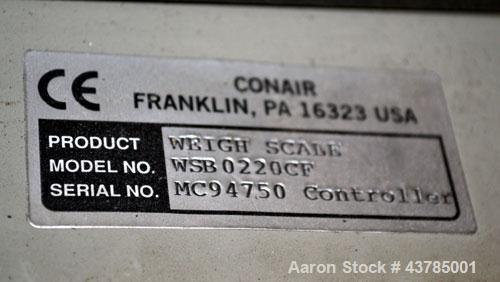 CE
CONAIR
FRANKLIN, PA 16323 USA
PRODUCT WEIGH SCALE
MODEL NO. WSB0220CF
SERIAL NO. MC94750 Controller
Aaron Stock # 43785001